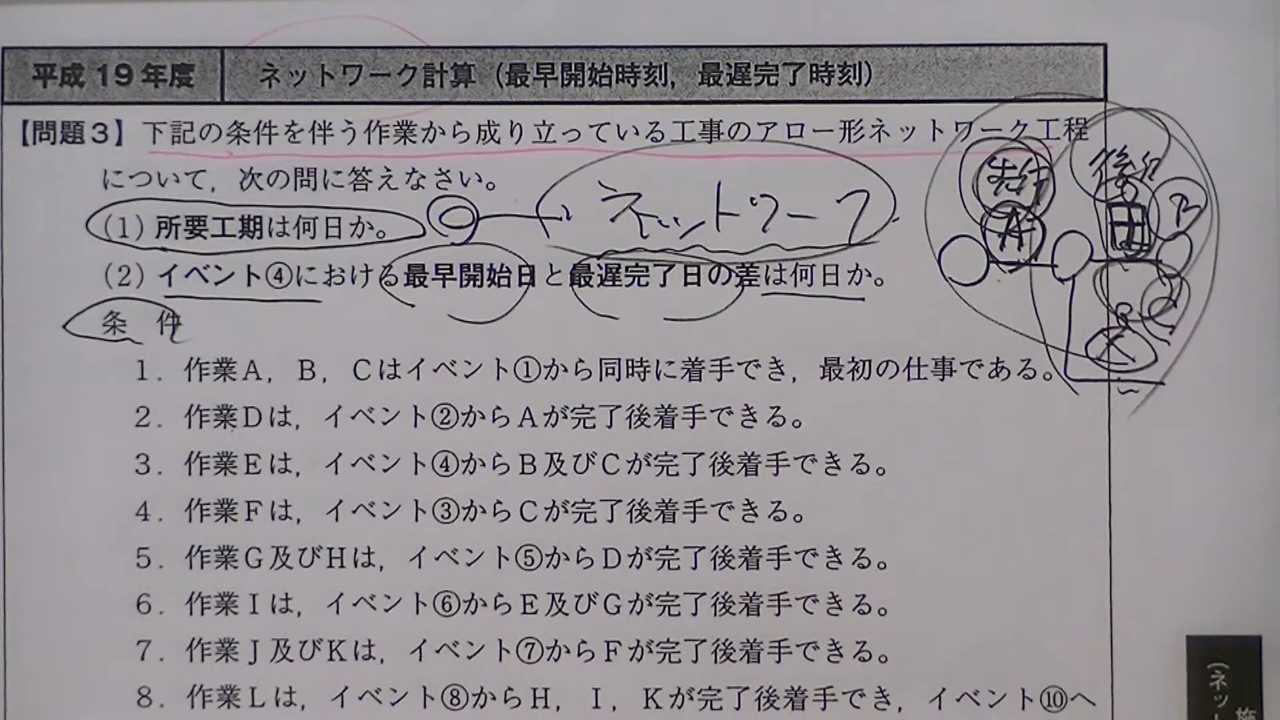 平成19年度 ネットワーク計算（最早開始時刻，最遅完了時刻）
【問題3】下記の条件を伴う作業から成り立っている工事のアロー形ネットワーク工程
について，次の問に答えなさい。
(1) 所要工期は何日か。
ネットワーク
(2) イベント④における最早開始日と最遅完了日の差は何日か。
先行 後行
A
条 件
1．作業A，B，Cはイベント①から同時に着手でき，最初の仕事である。
2．作業Dは，イベント②からAが完了後着手できる。
3．作業Eは，イベント④からB及びCが完了後着手できる。
4．作業Fは，イベント③からCが完了後着手できる。
5．作業G及びHは，イベント⑤からDが完了後着手できる。
6．作業Iは，イベント⑥からE及びGが完了後着手できる。
7．作業J及びKは，イベント⑦からFが完了後着手できる。
8．作業Lは，イベント⑧からH，I，Kが完了後着手でき，イベント⑩へ
（ネッ